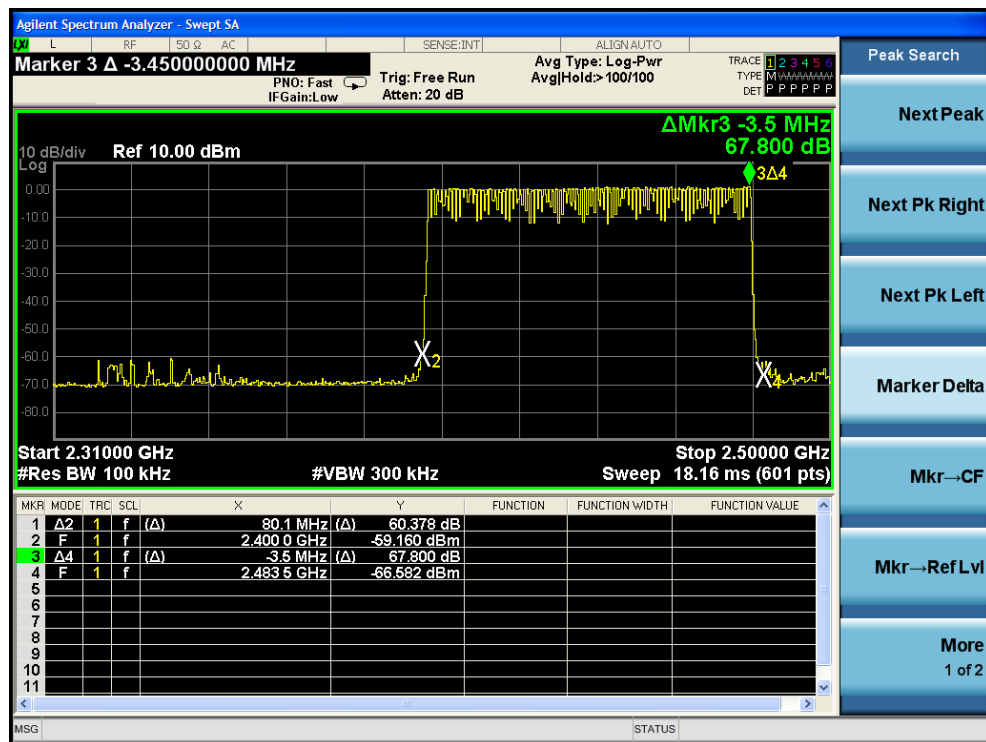 Agilent Spectrum Analyzer - Swept SA
LXI L RF 50 Ω AC SENSE:INT ALIGNAUTO
Marker 3 Δ -3.450000000 MHz
PNO: Fast
IFGain:Low
Trig: Free Run
Atten: 20 dB
Avg Type: Log-Pwr
Avg|Hold:>100/100
TRACE 1 2 3 4 5 6
TYPE M
DET P P P P P P
Peak Search
Next Peak
Next Pk Right
Next Pk Left
Marker Delta
Mkr→CF
Mkr→Ref Lvl
More
1 of 2
ΔMkr3 -3.5 MHz
67.800 dB
10 dB/div Ref 10.00 dBm
Log
0.00
-10.0
-20.0
-30.0
-40.0
-50.0
-60.0
-70.0
-80.0
3Δ4
2
4
Start 2.31000 GHz Stop 2.50000 GHz
#Res BW 100 kHz #VBW 300 kHz Sweep 18.16 ms (601 pts)
MKR MODE TRC SCL X Y FUNCTION FUNCTION WIDTH FUNCTION VALUE
1 Δ2 1 f (Δ) 80.1 MHz (Δ) 60.378 dB
2 F 1 f 2.400 0 GHz -59.160 dBm
3 Δ4 1 f (Δ) -3.5 MHz (Δ) 67.800 dB
4 F 1 f 2.483 5 GHz -66.582 dBm
5
6
7
8
9
10
11
MSG STATUS